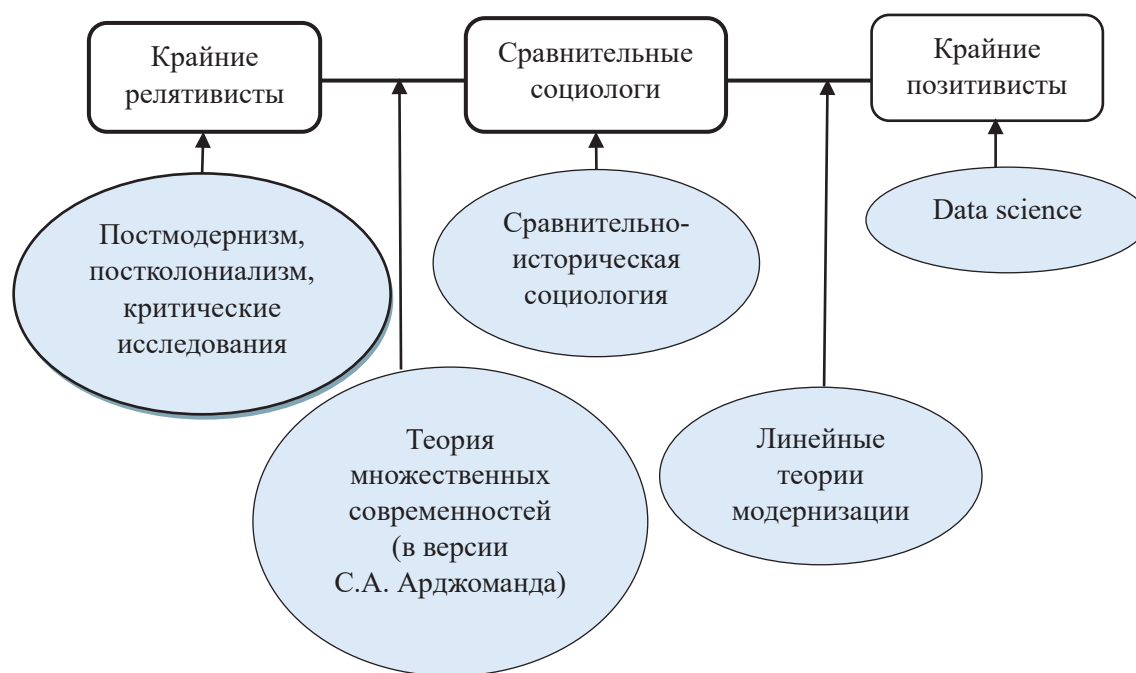 Крайние
релятивисты
Сравнительные
социологи
Крайние
позитивисты
Постмодернизм,
постколониализм,
критические
исследования
Сравнительно-
историческая
социология
Data science
Теория
множественных
современностей
(в версии
С.А. Арджоманда)
Линейные
теории
модернизации